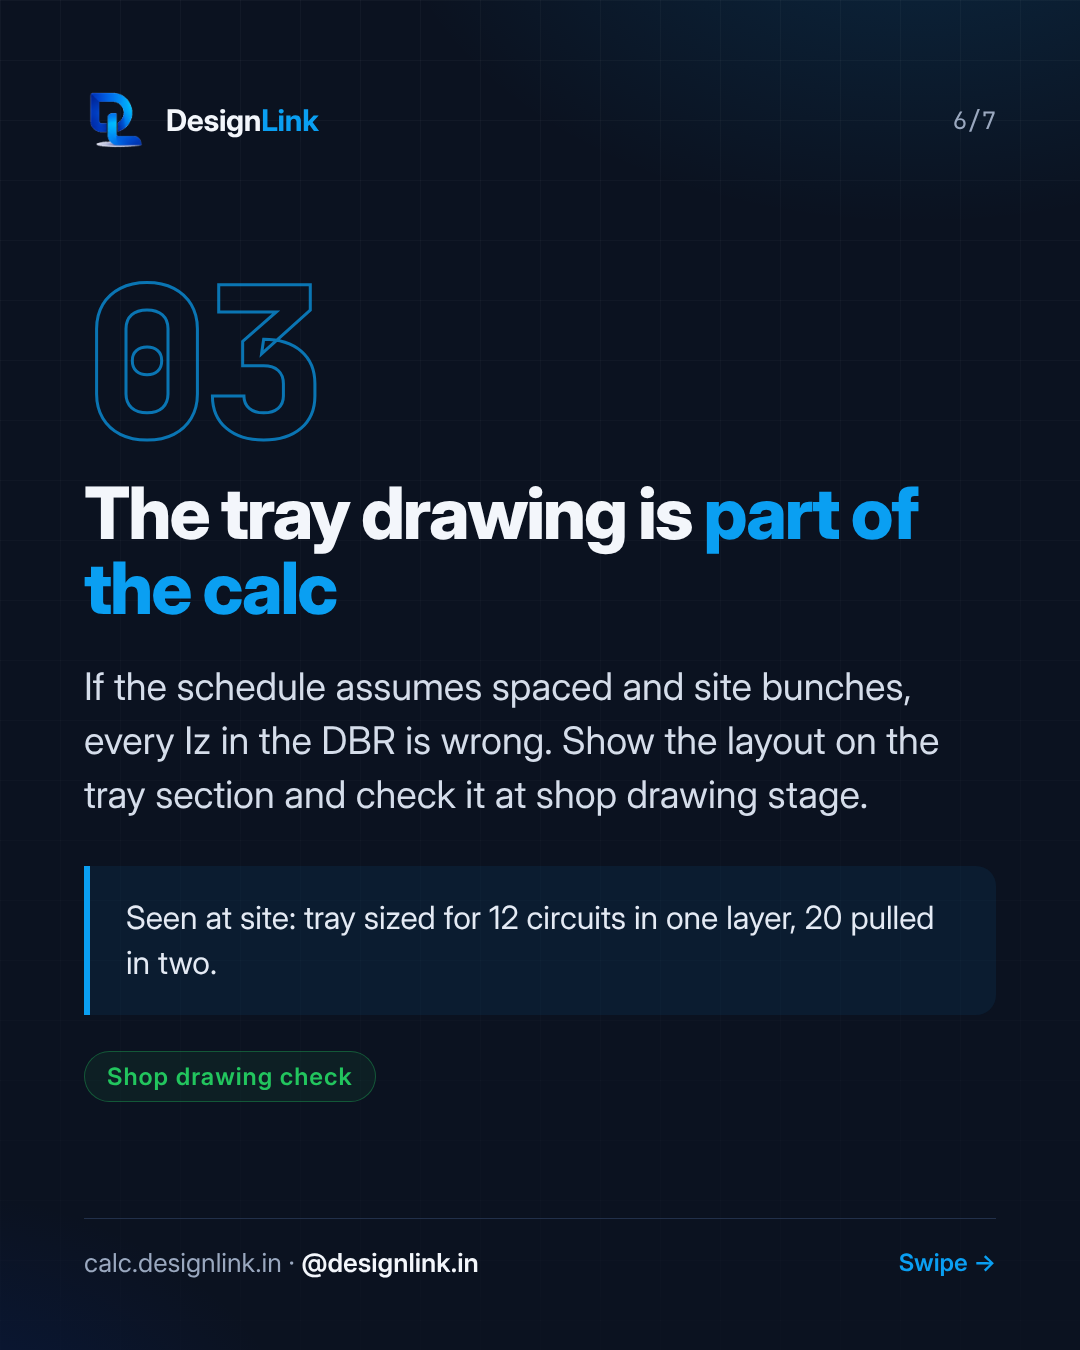 DesignLink
6/7
03
The tray drawing is part of
the calc
If the schedule assumes spaced and site bunches,
every Iz in the DBR is wrong. Show the layout on the
tray section and check it at shop drawing stage.
Seen at site: tray sized for 12 circuits in one layer, 20 pulled
in two.
Shop drawing check
calc.designlink.in · @designlink.in
Swipe →